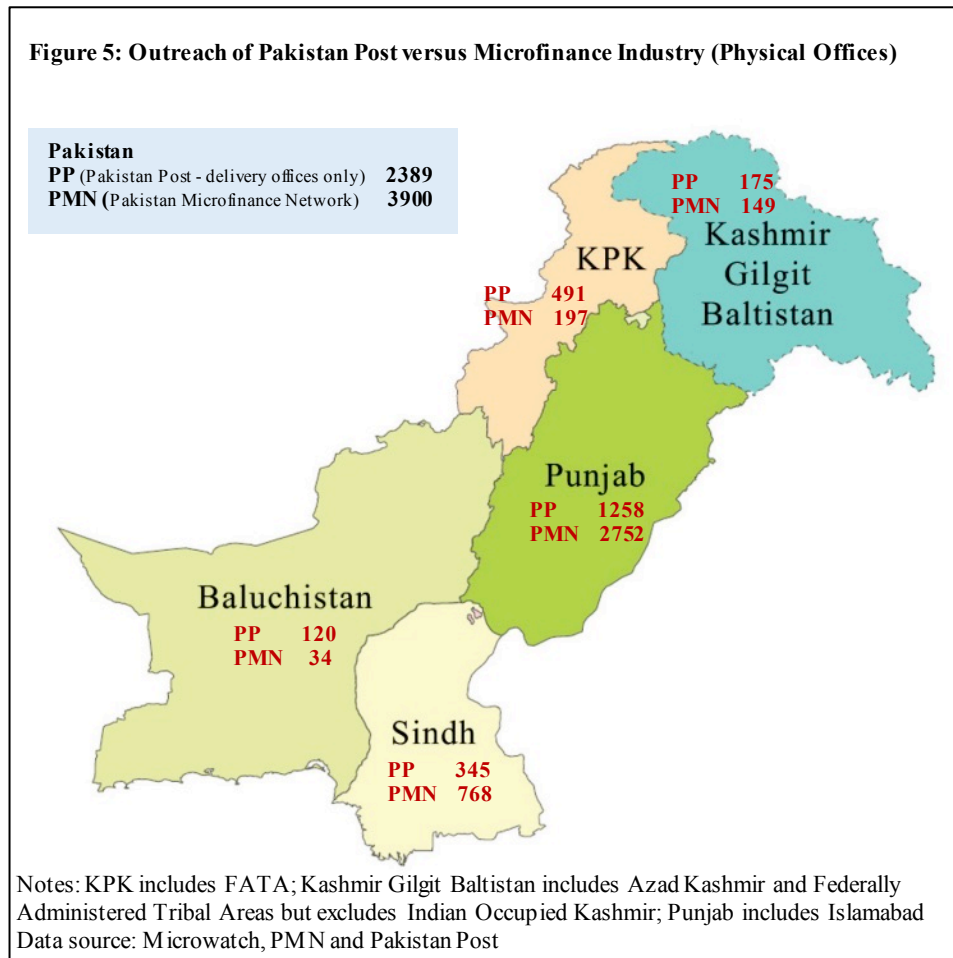 Figure 5: Outreach of Pakistan Post versus Microfinance Industry (Physical Offices)
Pakistan
PP (Pakistan Post - delivery offices only) 2389
PMN (Pakistan Microfinance Network) 3900
PP 175
PMN 149
Kashmir
Gilgit
Baltistan
KPK
PP 491
PMN 197
Punjab
PP 1258
PMN 2752
Baluchistan
PP 120
PMN 34
Sindh
PP 345
PMN 768
Notes: KPK includes FATA; Kashmir Gilgit Baltistan includes Azad Kashmir and Federally
Administered Tribal Areas but excludes Indian Occupied Kashmir; Punjab includes Islamabad
Data source: Microwatch, PMN and Pakistan Post